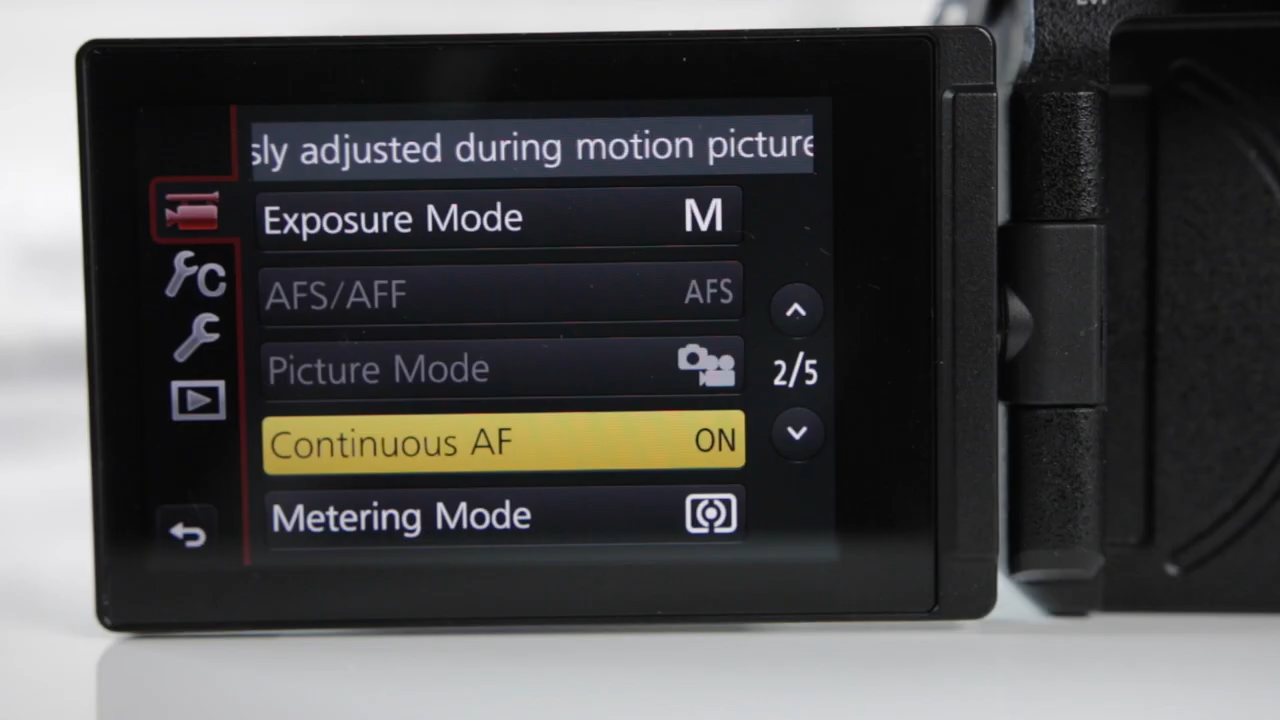 sly adjusted during motion picture
Exposure Mode M
AFS/AFF AFS
Picture Mode
2/5
Continuous AF ON
Metering Mode
C